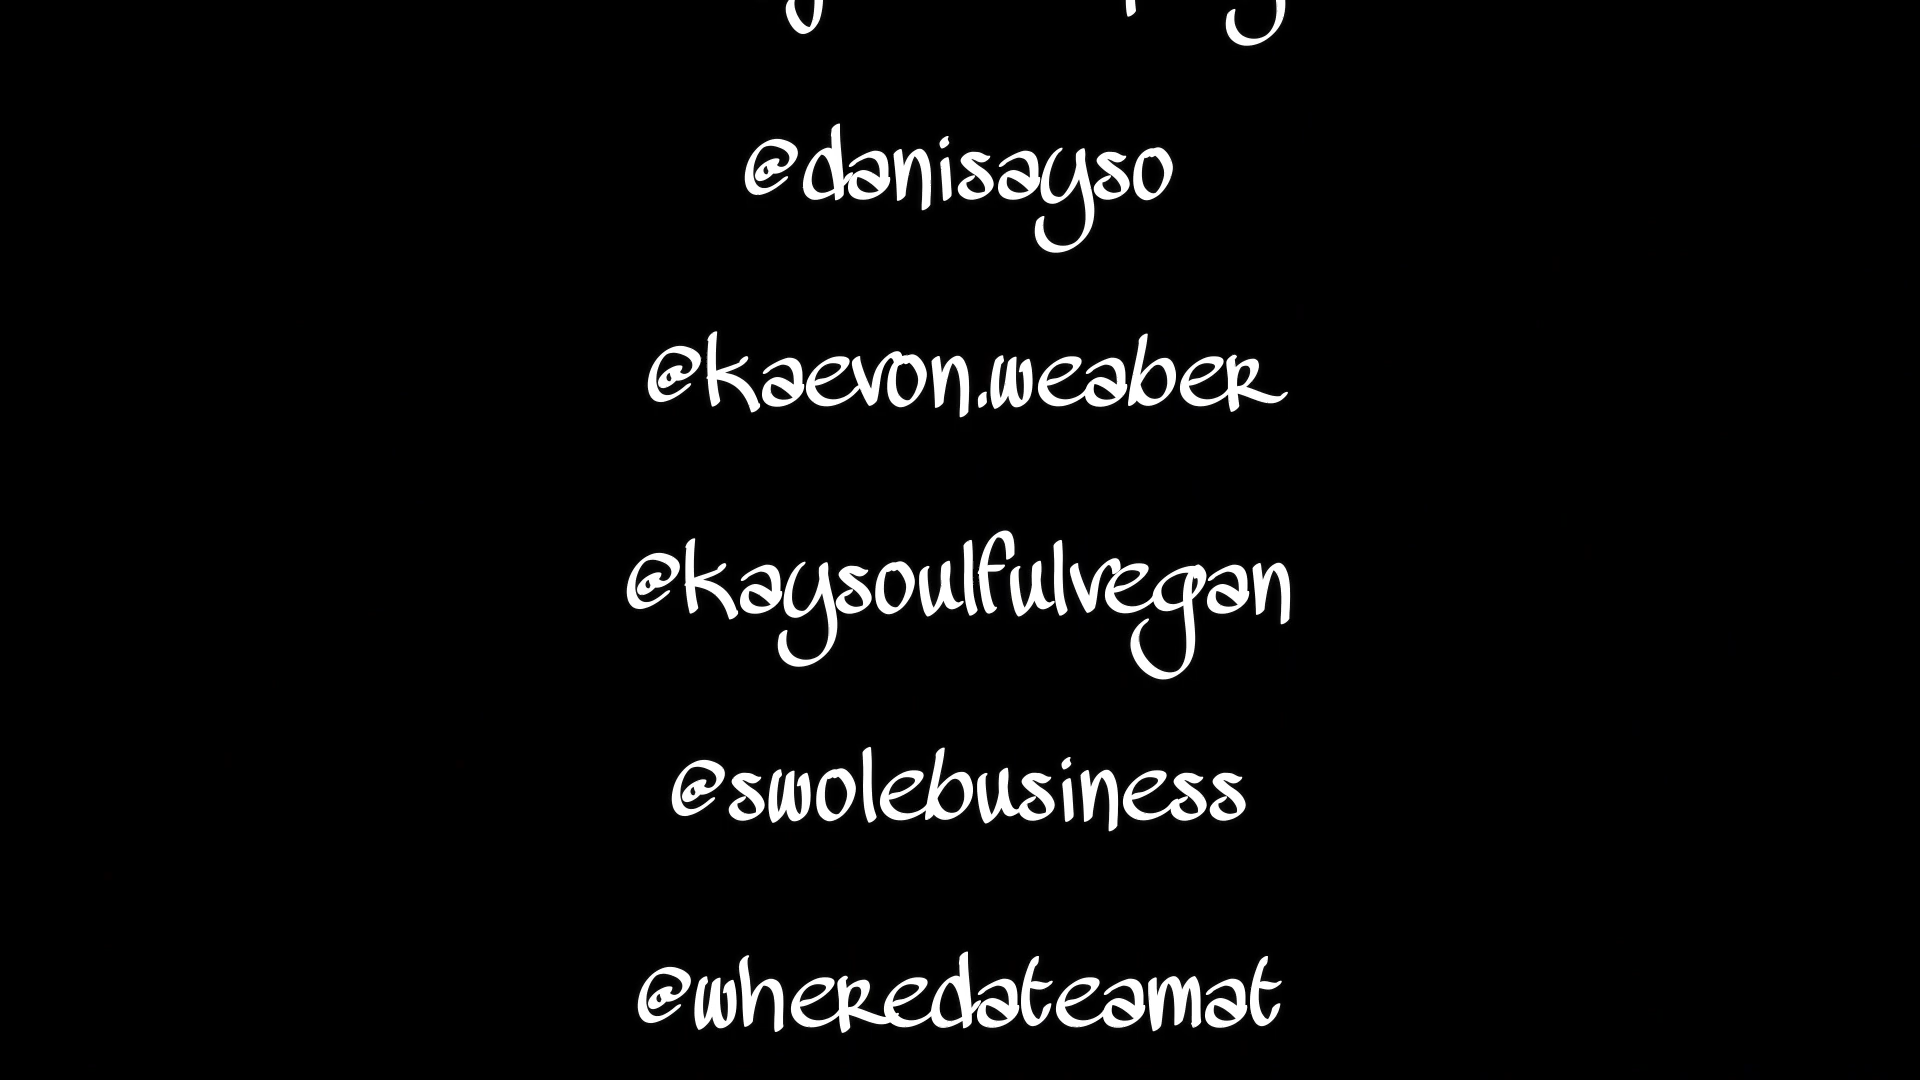 @danisayso
@kaevon.weaber
@kaysoulfulvegan
@swolebusiness
@wheredateamat